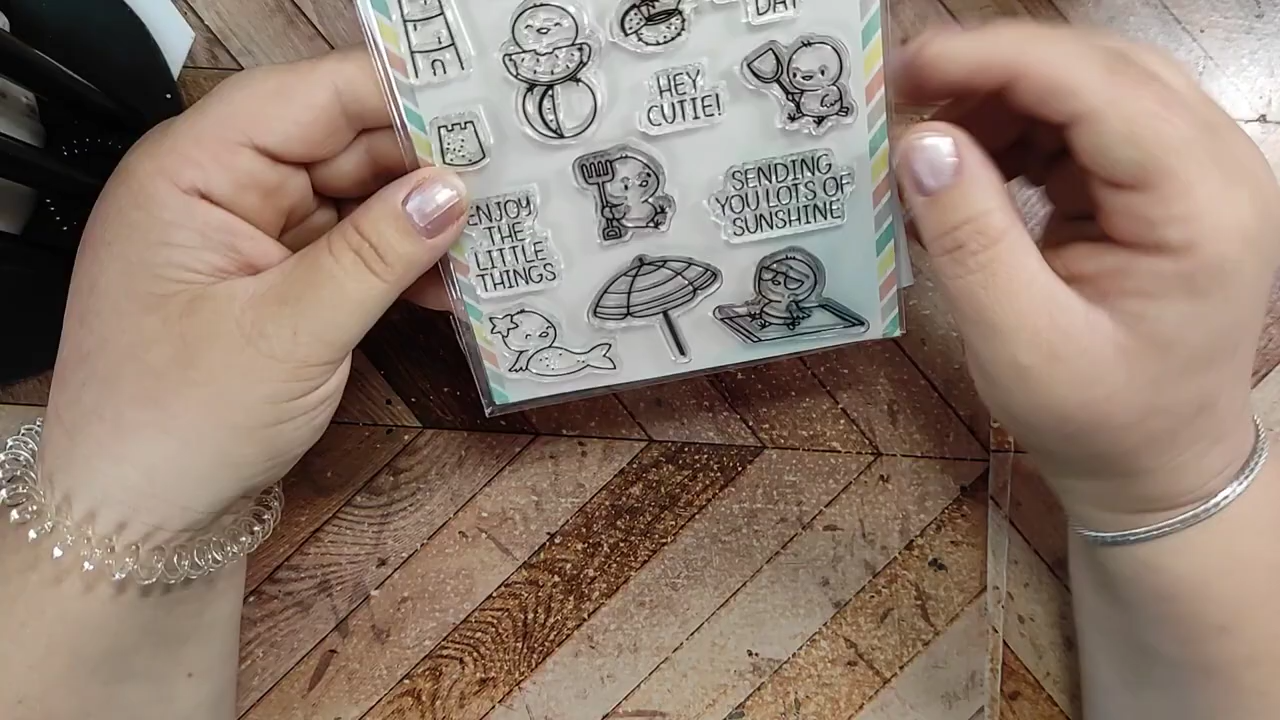 DAY
HEY
CUTIE!
SENDING
YOU LOTS OF
SUNSHINE
ENJOY
THE
LITTLE
THINGS